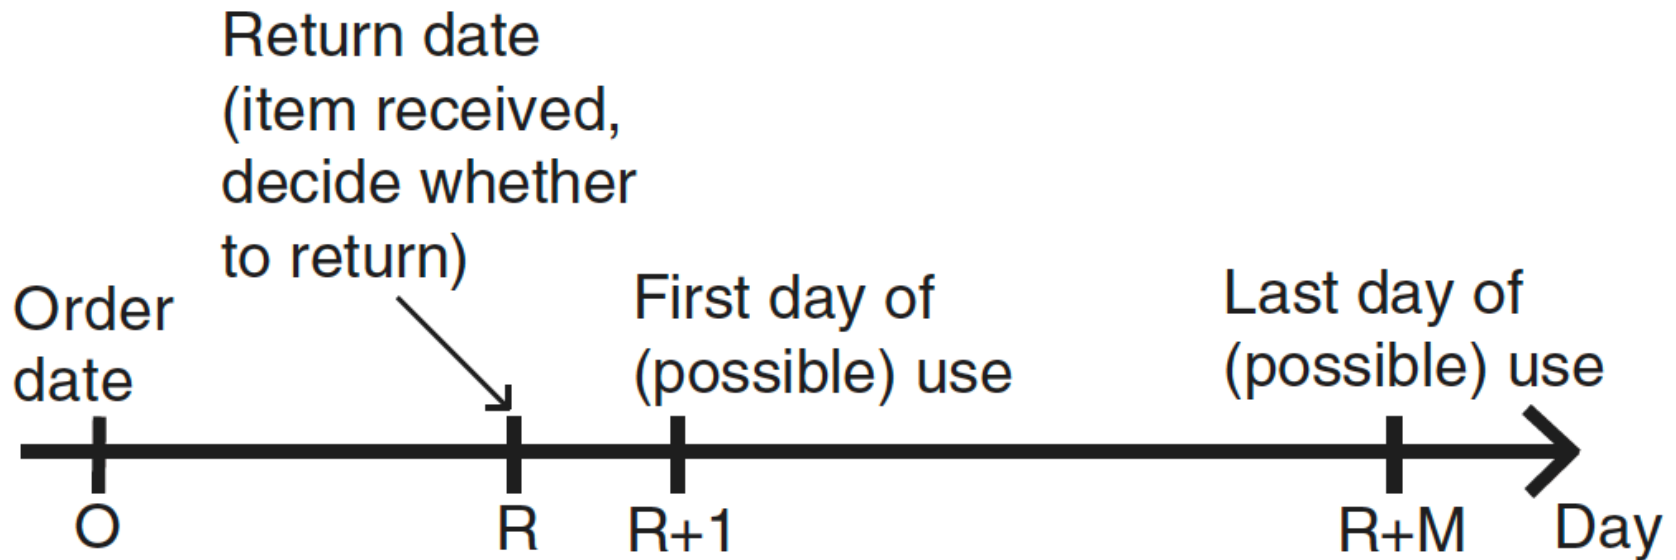 Return date
(item received,
decide whether
to return)
Order
date
First day of
(possible) use
Last day of
(possible) use
O
R
R+1
R+M
Day